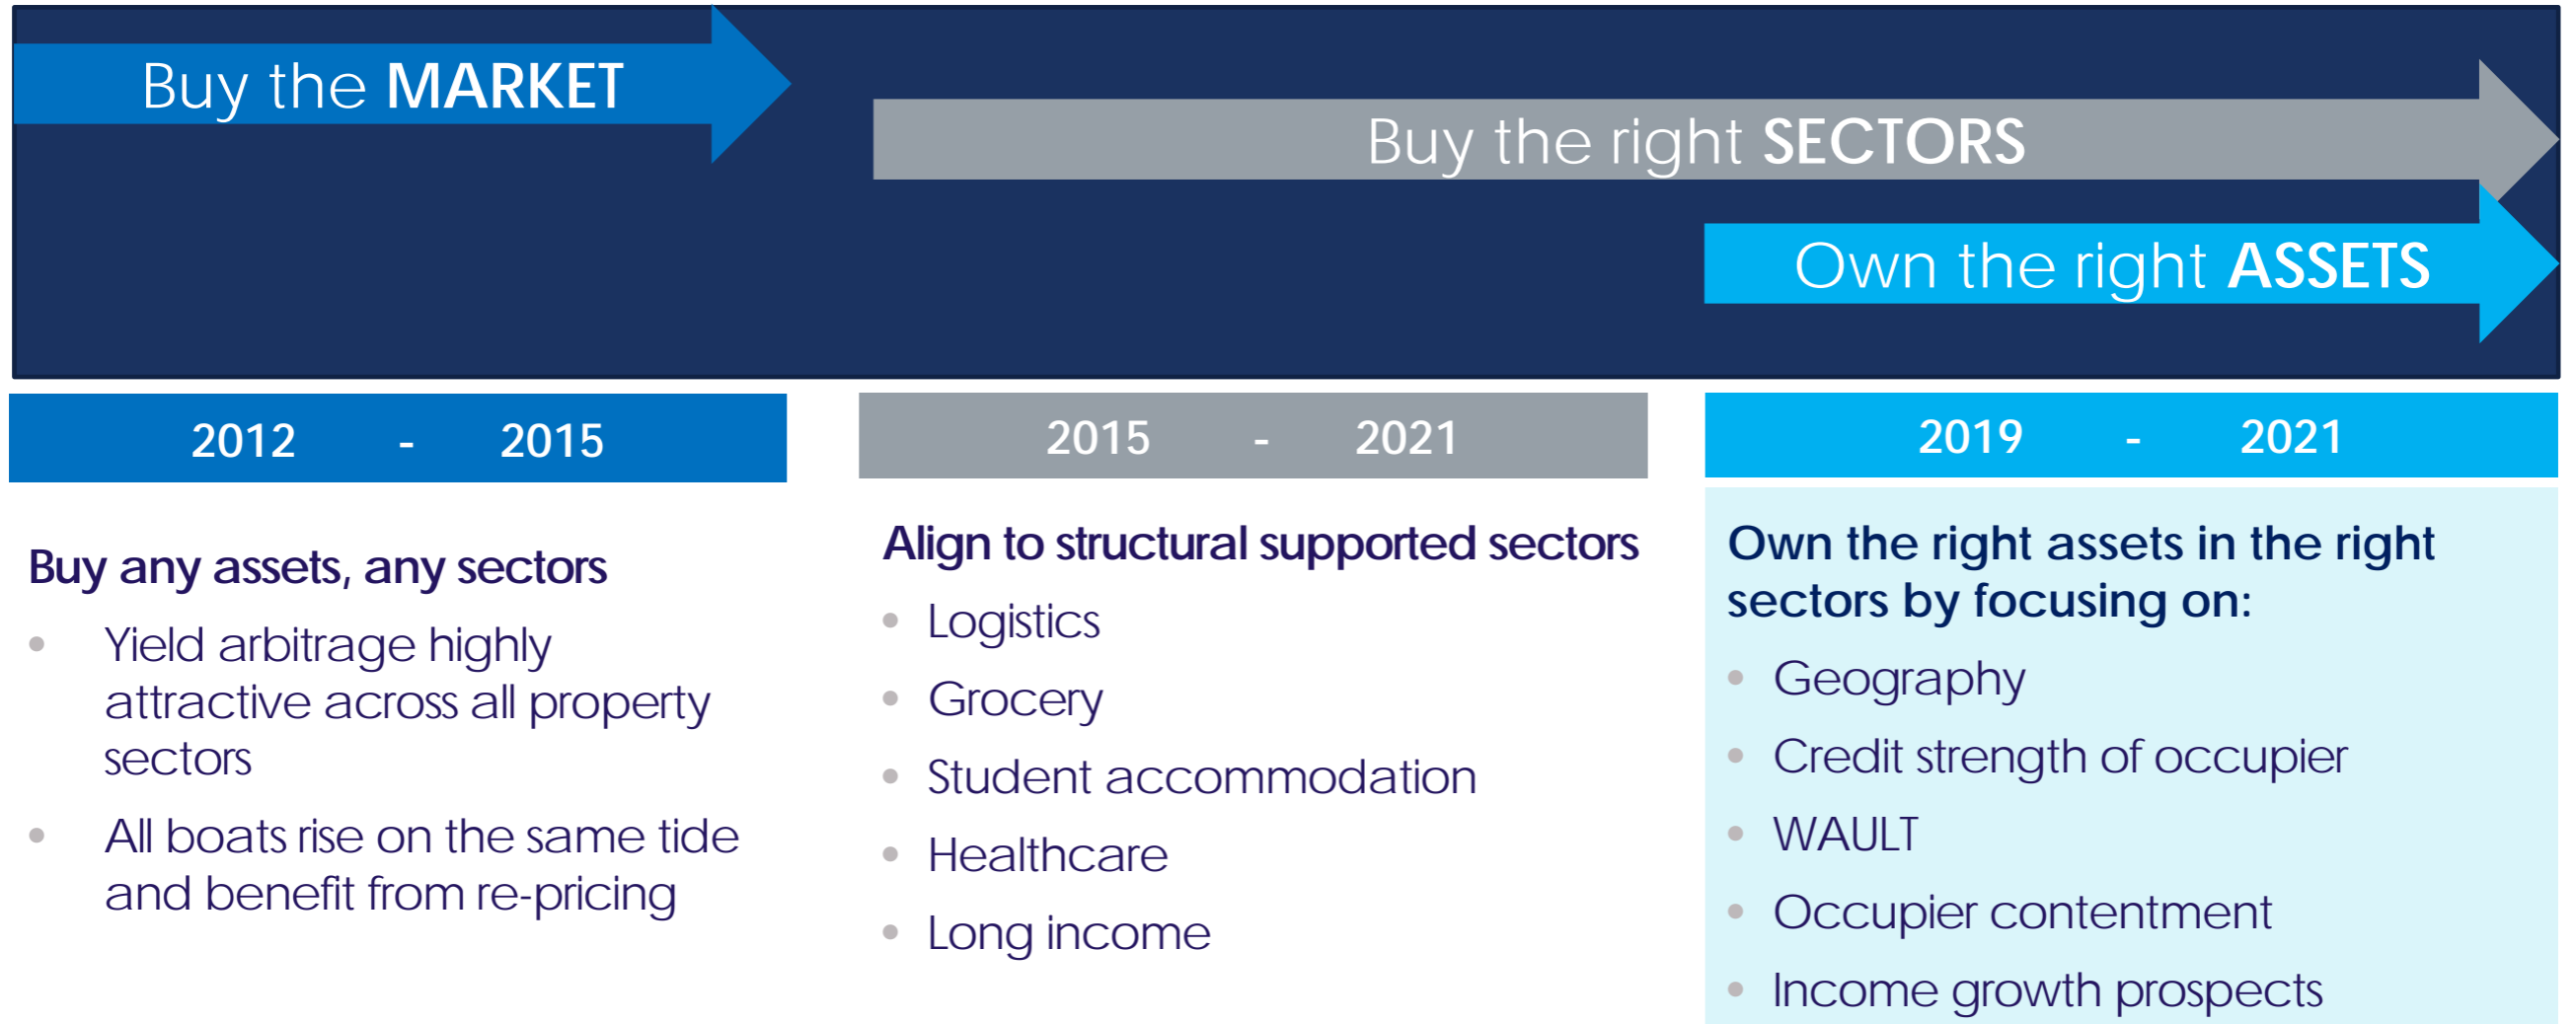 Buy the MARKET
Buy the right SECTORS
Own the right ASSETS
2012 - 2015
Buy any assets, any sectors
• Yield arbitrage highly
attractive across all property
sectors
• All boats rise on the same tide
and benefit from re-pricing
2015 - 2021
Align to structural supported sectors
• Logistics
• Grocery
• Student accommodation
• Healthcare
• Long income
2019 - 2021
Own the right assets in the right
sectors by focusing on:
• Geography
• Credit strength of occupier
• WAULT
• Occupier contentment
• Income growth prospects